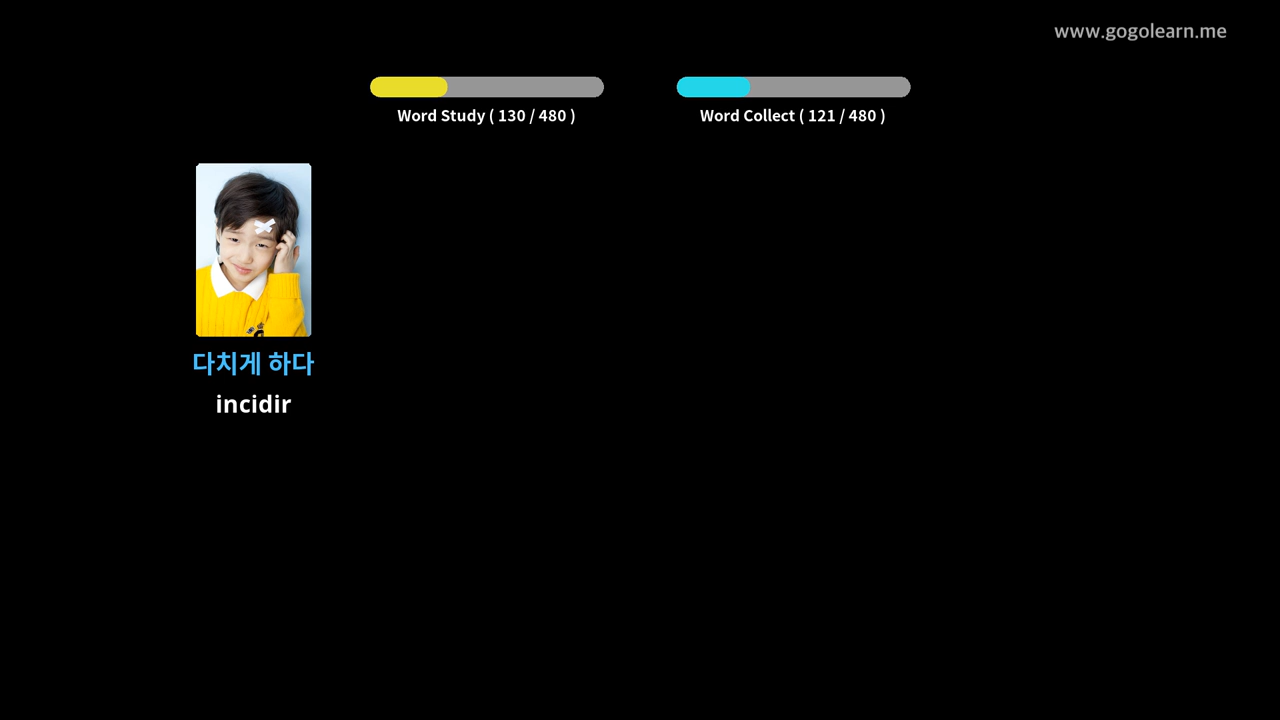 www.gogolearn.me
Word Study ( 130 / 480 )
Word Collect ( 121 / 480 )
다치게 하다
incidir